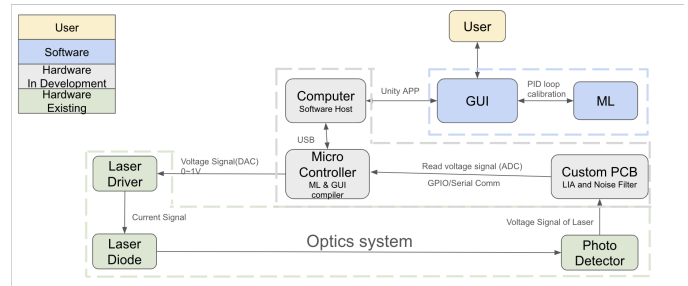 User
Software
Hardware
In Development
Hardware
Existing
User
Computer
Software Host
Unity APP
GUI
PID loop
calibration
ML
USB
Laser
Driver
Voltage Signal(DAC)
0~1V
Micro
Controller
ML & GUI
compiler
Read voltage signal (ADC)
GPIO/Serial Comm
Custom PCB
LIA and Noise Filter
Current Signal
Voltage Signal of Laser
Laser
Diode
Optics system
Photo
Detector